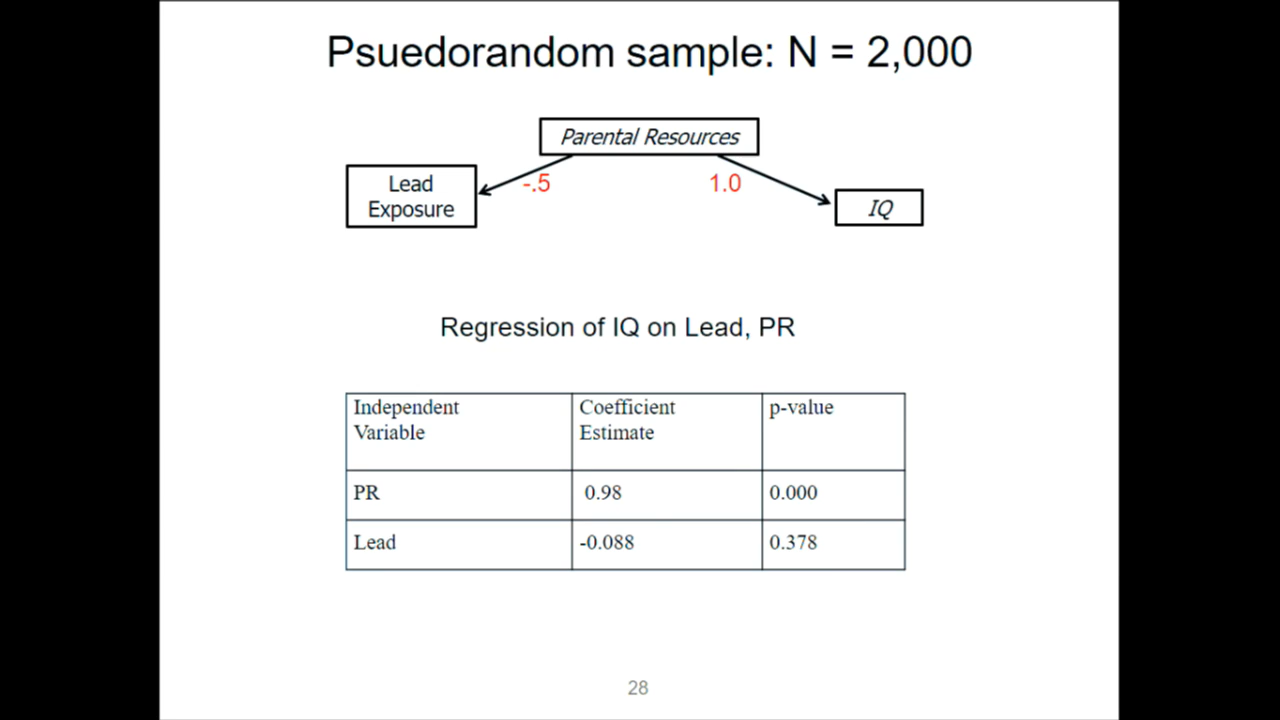 Psuedorandom sample: N = 2,000
Parental Resources
Lead
Exposure
-.5
1.0
IQ
Regression of IQ on Lead, PR
Independent
Variable
Coefficient
Estimate
p-value
PR
0.98
0.000
Lead
-0.088
0.378
28